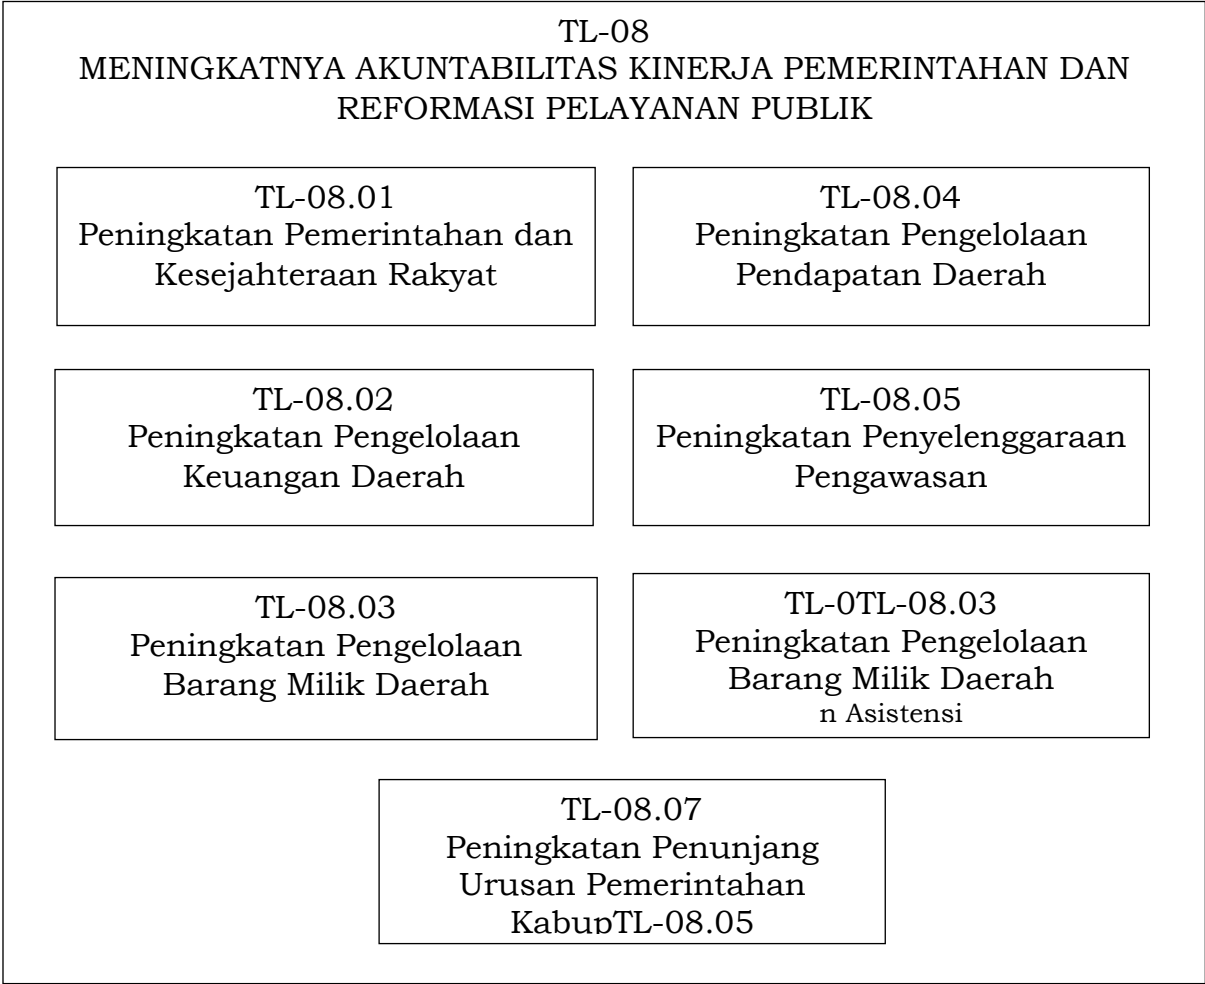 TL-08
MENINGKATNYA AKUNTABILITAS KINERJA PEMERINTAHAN DAN
REFORMASI PELAYANAN PUBLIK
TL-08.01
Peningkatan Pemerintahan dan
Kesejahteraan Rakyat
TL-08.04
Peningkatan Pengelolaan
Pendapatan Daerah
TL-08.02
Peningkatan Pengelolaan
Keuangan Daerah
TL-08.05
Peningkatan Penyelenggaraan
Pengawasan
TL-08.03
Peningkatan Pengelolaan
Barang Milik Daerah
TL-0TL-08.03
Peningkatan Pengelolaan
Barang Milik Daerah
n Asistensi
TL-08.07
Peningkatan Penunjang
Urusan Pemerintahan
KabupTL-08.05